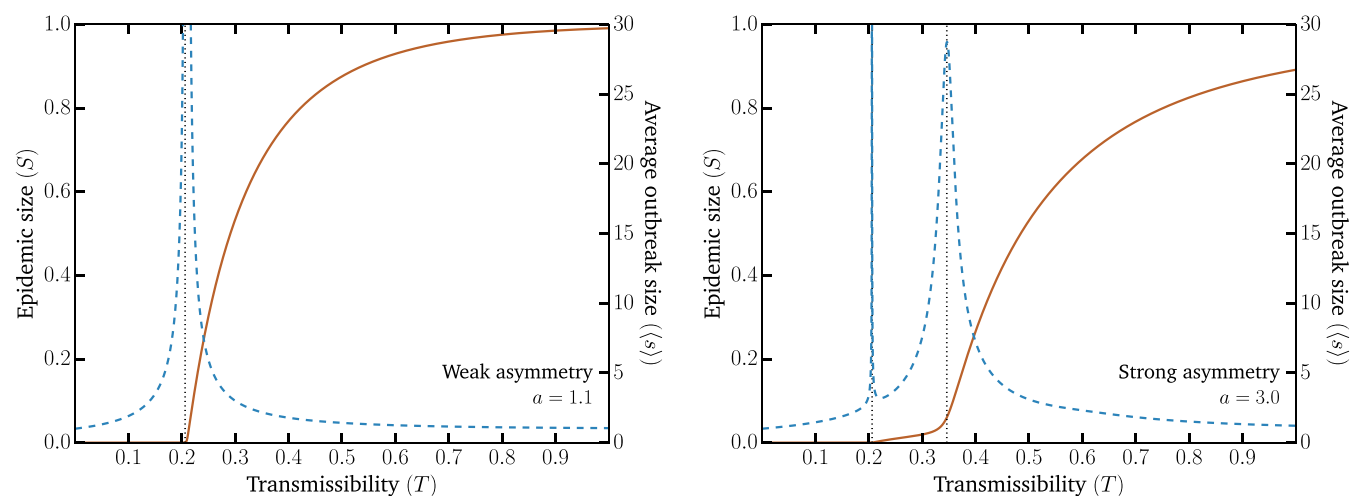 1.0
0.8
0.6
0.4
0.2
0.0
Epidemic size (S)
0.1 0.2 0.3 0.4 0.5 0.6 0.7 0.8 0.9
Transmissibility (T)
30
25
20
15
10
5
0
Average outbreak size (⟨s⟩)
Weak asymmetry
a = 1.1
1.0
0.8
0.6
0.4
0.2
0.0
Epidemic size (S)
0.1 0.2 0.3 0.4 0.5 0.6 0.7 0.8 0.9
Transmissibility (T)
30
25
20
15
10
5
0
Average outbreak size (⟨s⟩)
Strong asymmetry
a = 3.0